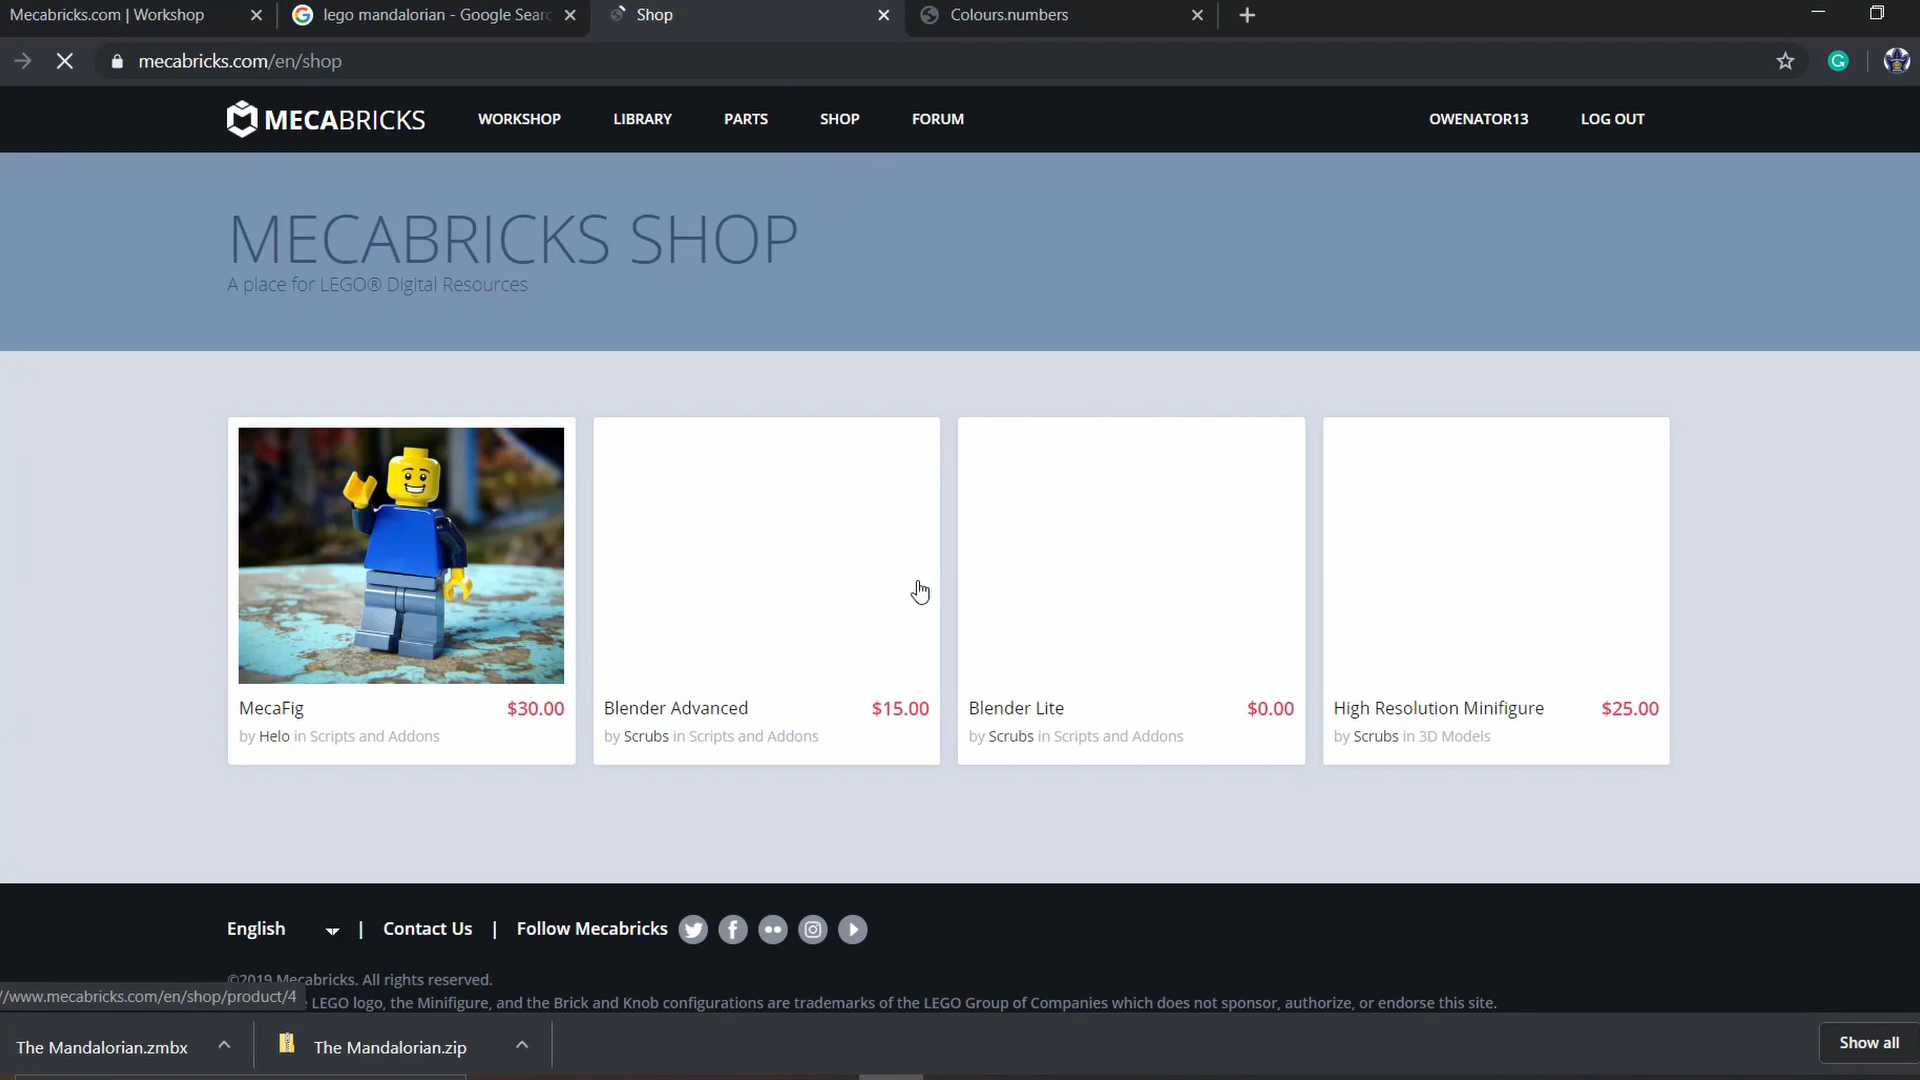 Mecabricks.com | Workshop
lego mandalorian - Google Sear
Shop
Colours.numbers
mecabricks.com/en/shop
MECABRICKS
WORKSHOP
LIBRARY
PARTS
SHOP
FORUM
OWENATOR13
LOG OUT
MECABRICKS SHOP
A place for LEGO® Digital Resources
MecaFig $30.00
by Helo in Scripts and Addons
Blender Advanced $15.00
by Scrubs in Scripts and Addons
Blender Lite $0.00
by Scrubs in Scripts and Addons
High Resolution Minifigure $25.00
by Scrubs in 3D Models
English | Contact Us | Follow Mecabricks
©2019 Mecabricks. All rights reserved.
/www.mecabricks.com/en/shop/product/4
LEGO logo, the Minifigure, and the Brick and Knob configurations are trademarks of the LEGO Group of Companies which does not sponsor, authorize, or endorse this site.
The Mandalorian.zmbx
The Mandalorian.zip
Show all